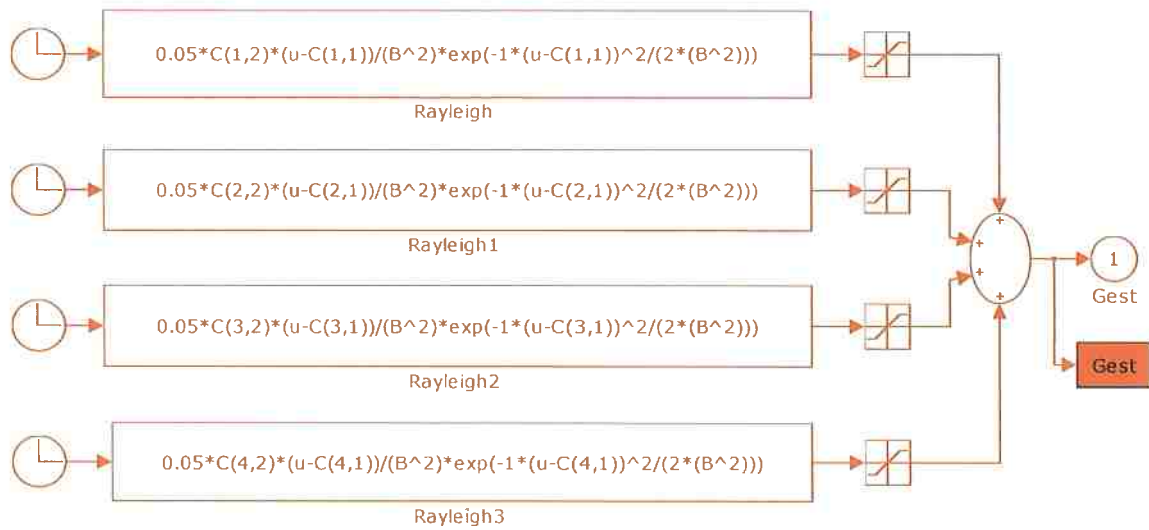 0.05*C(1,2)*(u-C(1,1))/(B^2)*exp(-1*(u-C(1,1))^2/(2*(B^2)))
Rayleigh
0.05*C(2,2)*(u-C(2,1))/(B^2)*exp(-1*(u-C(2,1))^2/(2*(B^2)))
Rayleigh1
+
+
+
+
1
Gest
0.05*C(3,2)*(u-C(3,1))/(B^2)*exp(-1*(u-C(3,1))^2/(2*(B^2)))
Rayleigh2
Gest
0.05*C(4,2)*(u-C(4,1))/(B^2)*exp(-1*(u-C(4,1))^2/(2*(B^2)))
Rayleigh3